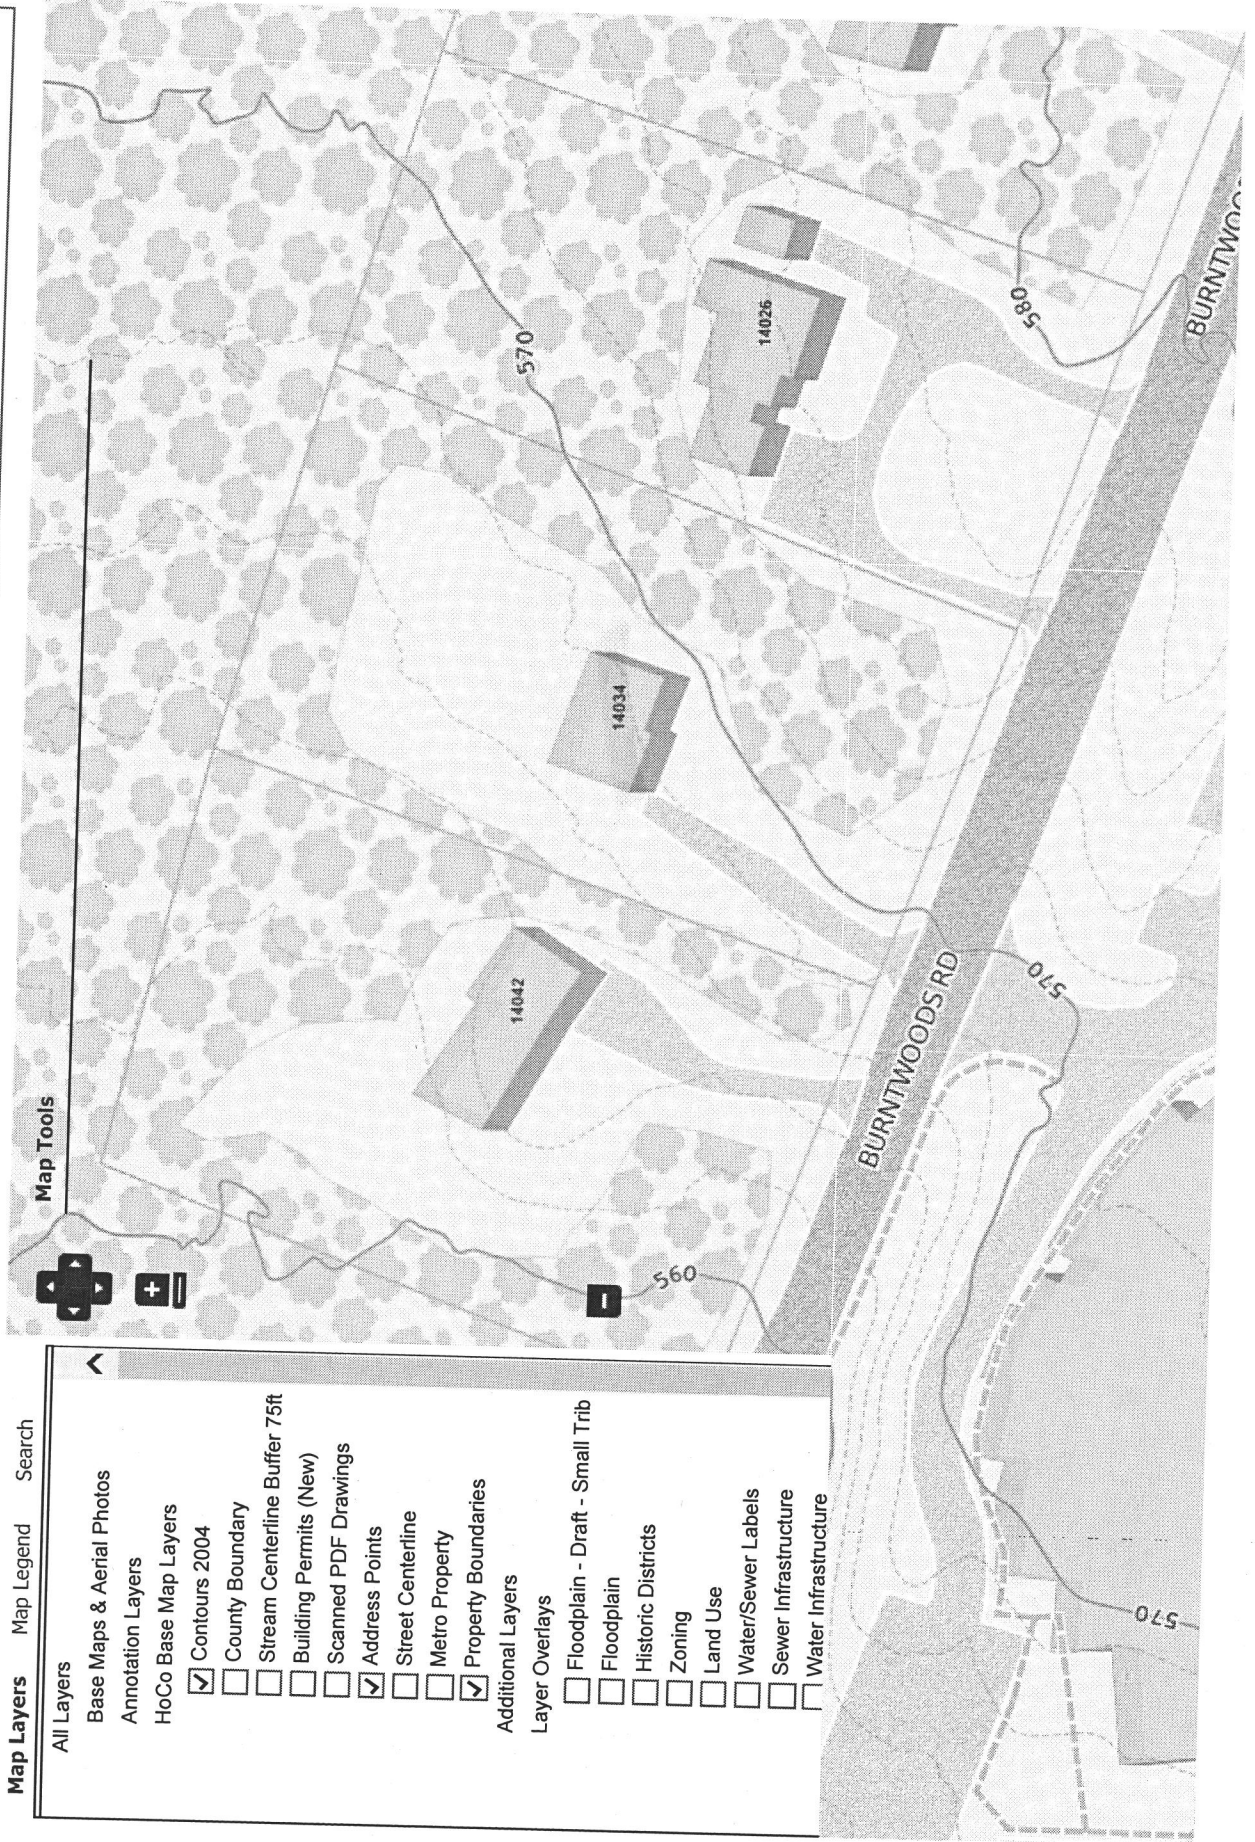 Map Layers Map Legend Search
All Layers
Base Maps & Aerial Photos
Annotation Layers
HoCo Base Map Layers
Contours 2004
County Boundary
Stream Centerline Buffer 75ft
Building Permits (New)
Scanned PDF Drawings
Address Points
Street Centerline
Metro Property
Property Boundaries
Additional Layers
Layer Overlays
Floodplain - Draft - Small Trib
Floodplain
Historic Districts
Zoning
Land Use
Water/Sewer Labels
Sewer Infrastructure
Water Infrastructure
Map Tools
560
14042
14034
570
14026
580
BURNTWOODS RD
BURNTWOO
570
570